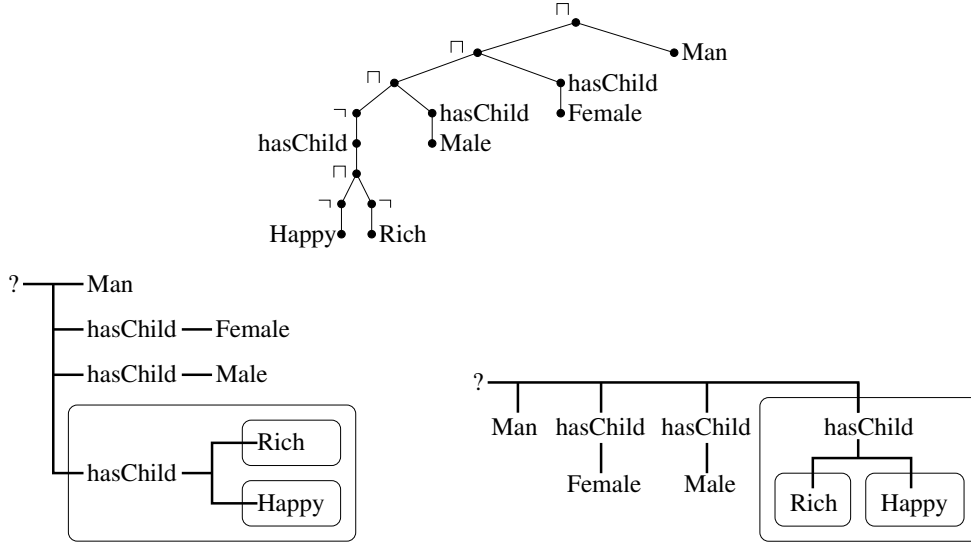 ⊓
⊓ Man
⊓ hasChild
¬ hasChild Female
hasChild Male
⊓
¬ ¬
Happy Rich
? Man
hasChild Female
hasChild Male
hasChild Rich
Happy
?
Man hasChild hasChild hasChild
Female Male
Rich Happy